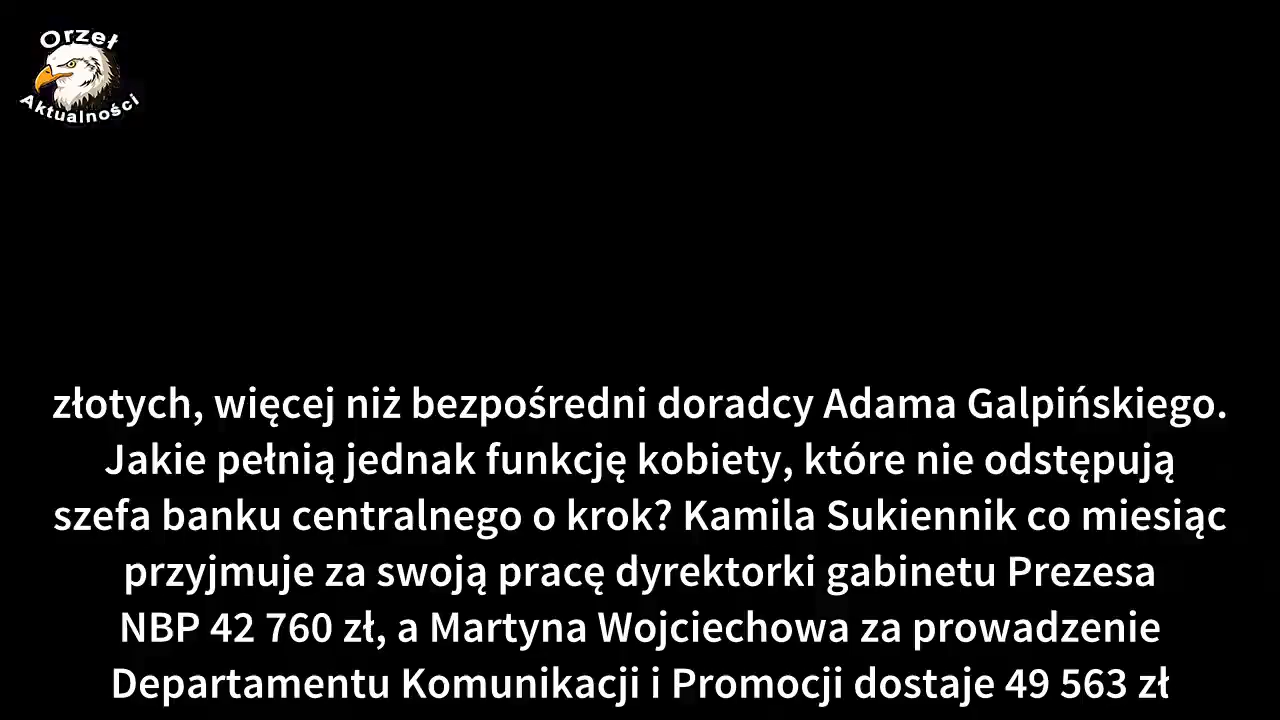 Orzeł
Aktualności
złotych, więcej niż bezpośredni doradcy Adama Galpińskiego.
Jakie pełnią jednak funkcję kobiety, które nie odstępują
szefa banku centralnego o krok? Kamila Sukiennik co miesiąc
przyjmuje za swoją pracę dyrektorki gabinetu Prezesa
NBP 42 760 zł, a Martyna Wojciechowa za prowadzenie
Departamentu Komunikacji i Promocji dostaje 49 563 zł